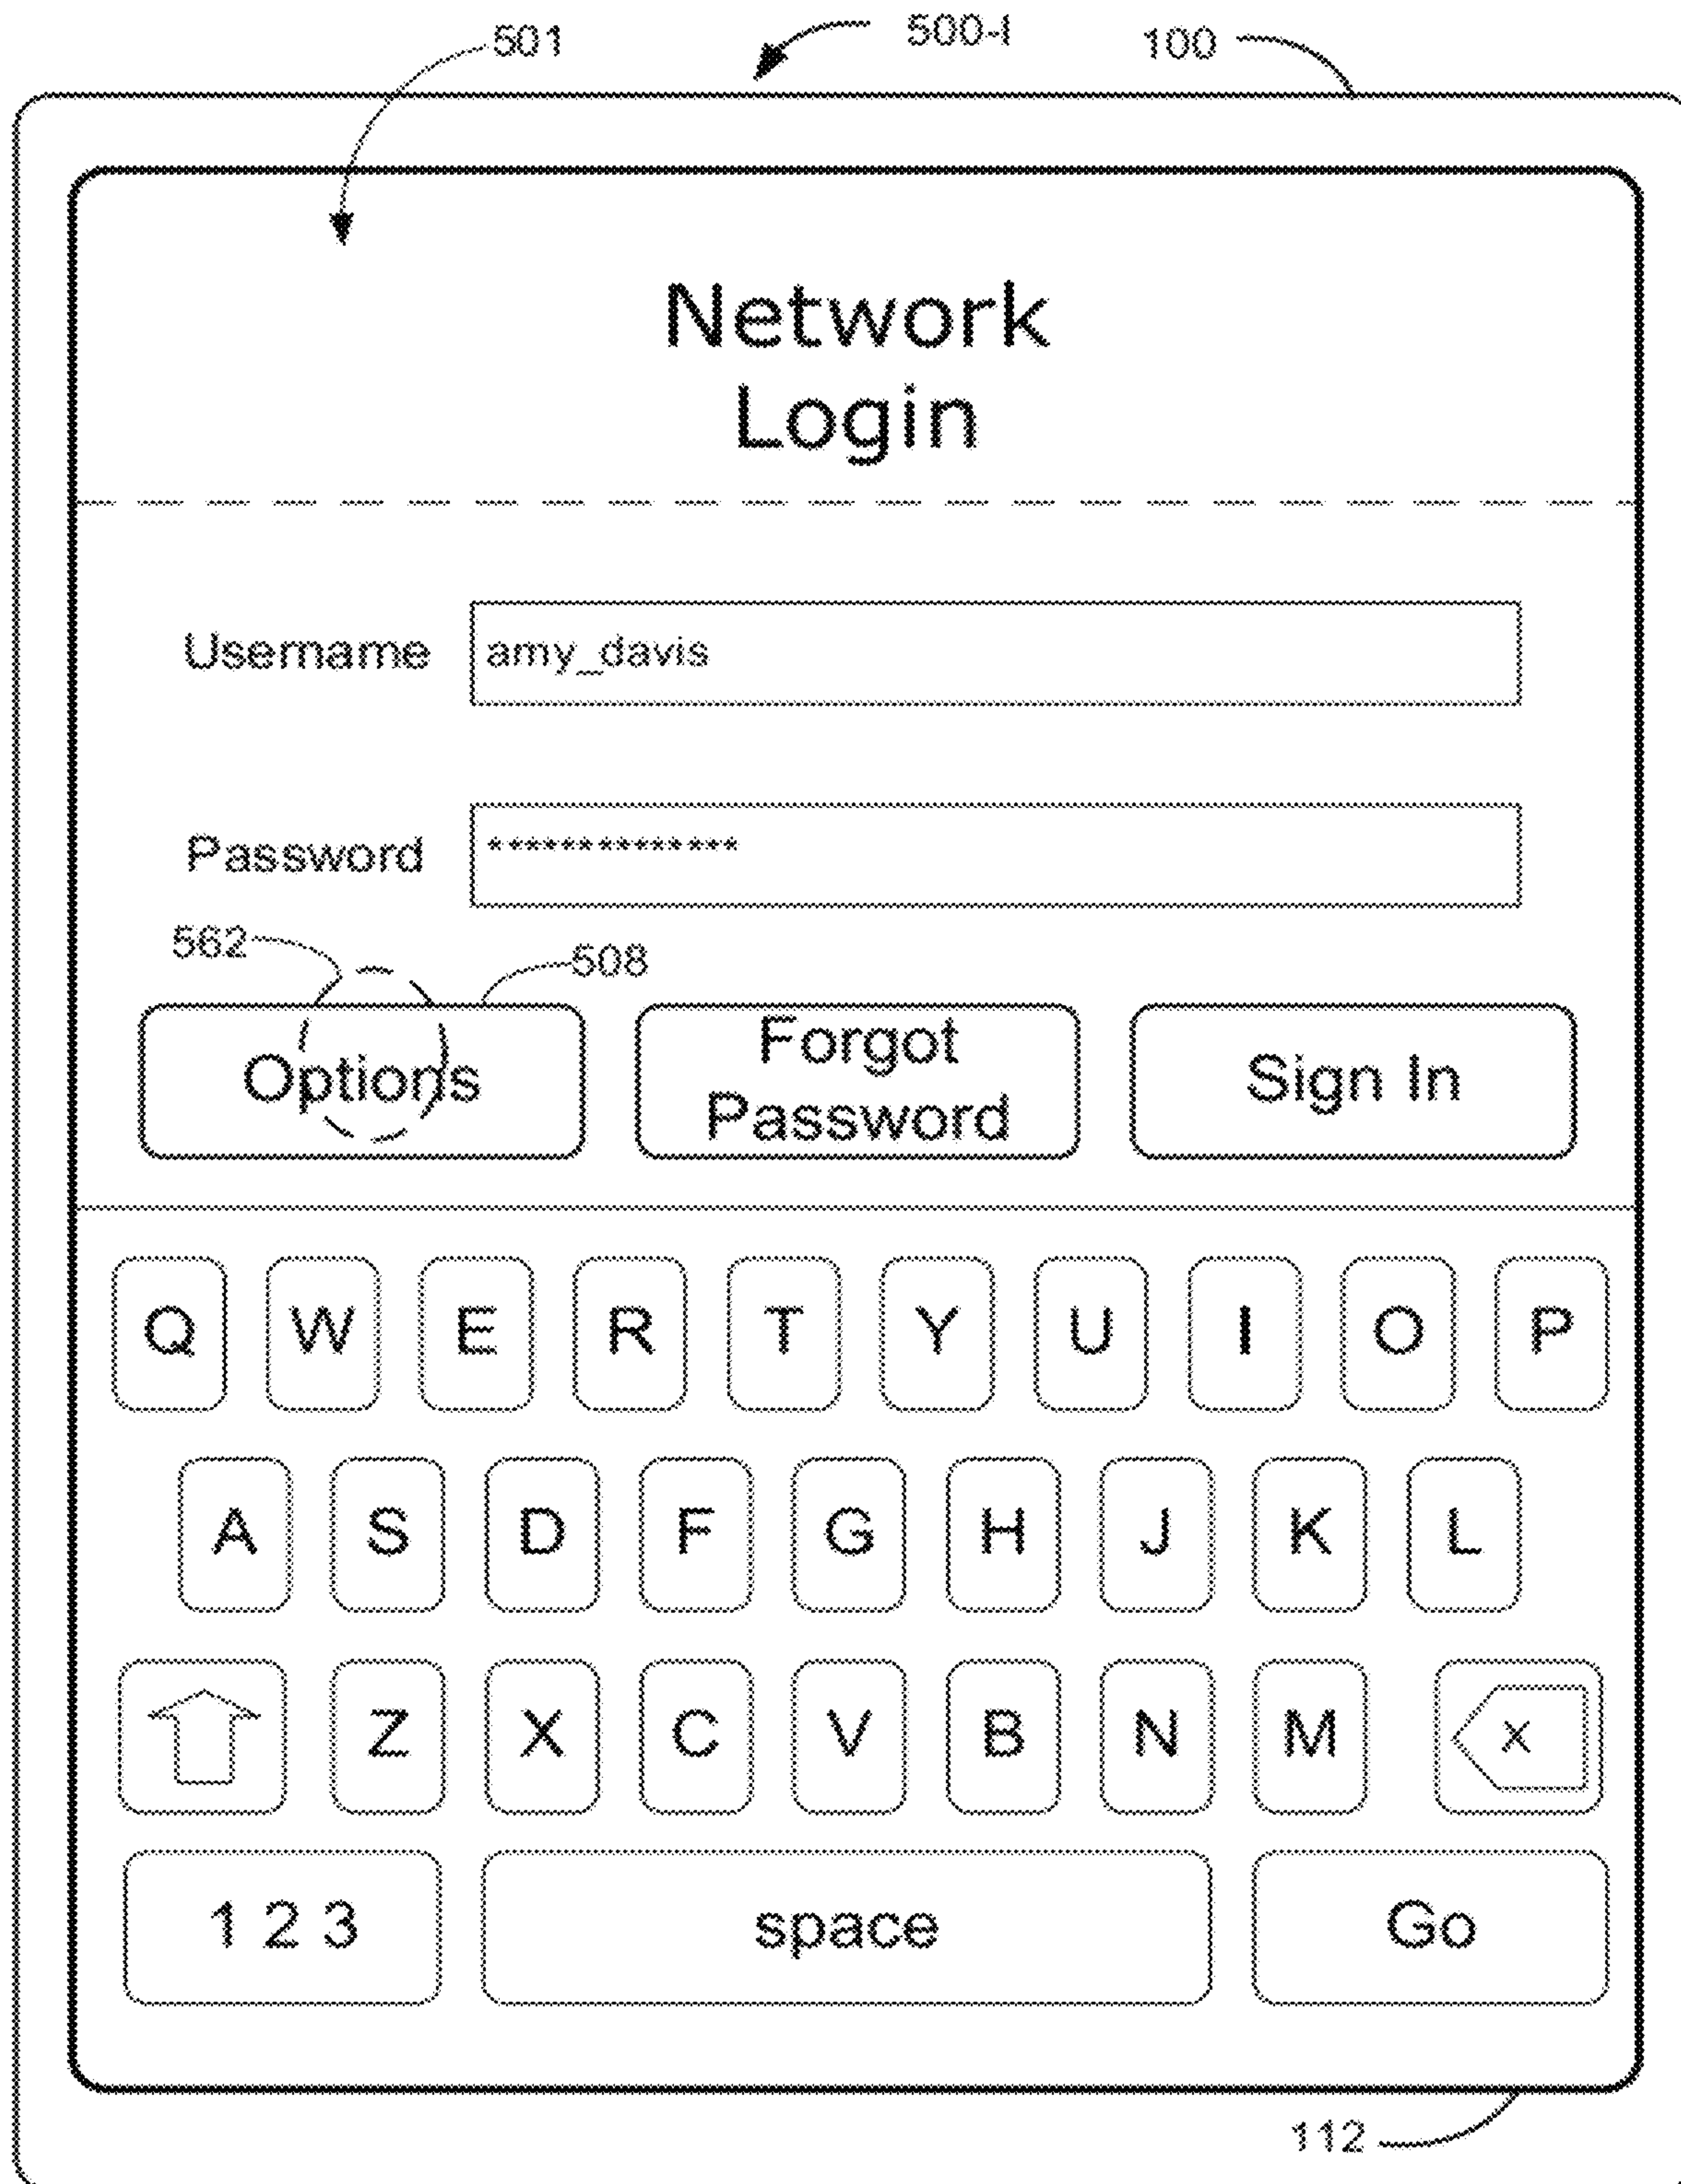 501
500-I
100
Network
Login
Username
amy_davis
Password
**************
562
508
Options
Forgot
Password
Sign In
Q W E R T Y U I O P
A S D F G H J K L
Z X C V B N M X
1 2 3
space
Go
112